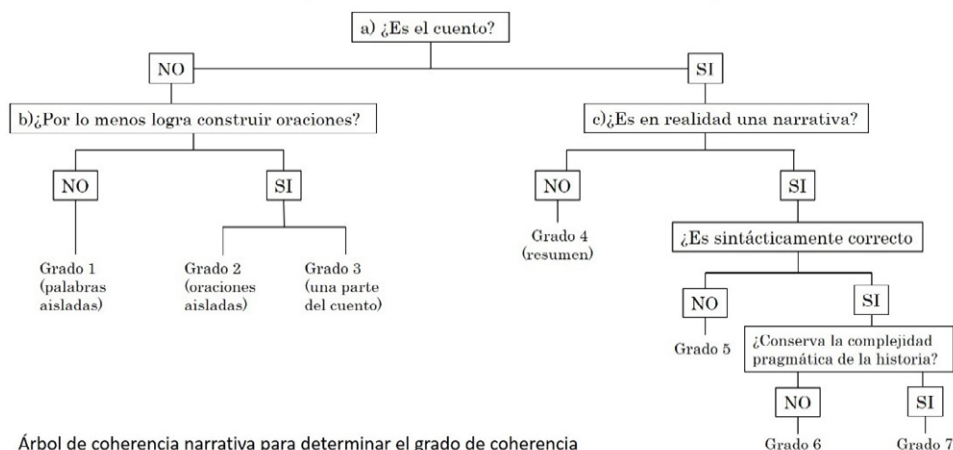 a) ¿Es el cuento?
NO
SI
b)¿Por lo menos logra construir oraciones?
c)¿Es en realidad una narrativa?
NO
SI
NO
SI
Grado 1
(palabras
aisladas)
Grado 2
(oraciones
aisladas)
Grado 3
(una parte
del cuento)
Grado 4
(resumen)
¿Es sintácticamente correcto
NO
SI
Grado 5
¿Conserva la complejidad
pragmática de la historia?
NO
SI
Grado 6
Grado 7
Árbol de coherencia narrativa para determinar el grado de coherencia